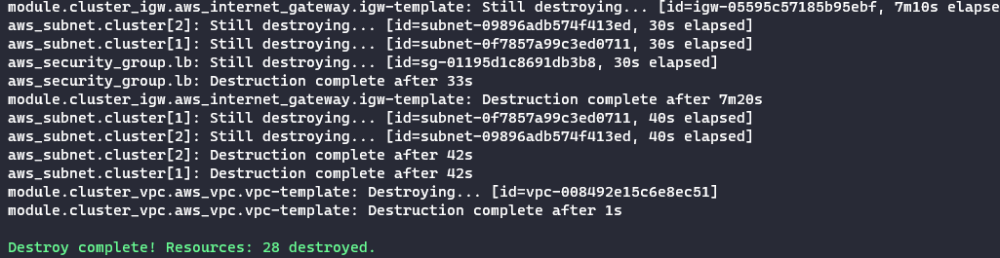 module.cluster_igw.aws_internet_gateway.igw-template: Still destroying... [id=igw-05595c57185b95ebf, 7m10s elapse
aws_subnet.cluster[2]: Still destroying... [id=subnet-09896adb574f413ed, 30s elapsed]
aws_subnet.cluster[1]: Still destroying... [id=subnet-0f7857a99c3ed0711, 30s elapsed]
aws_security_group.lb: Still destroying... [id=sg-01195d1c8691db3b8, 30s elapsed]
aws_security_group.lb: Destruction complete after 33s
module.cluster_igw.aws_internet_gateway.igw-template: Destruction complete after 7m20s
aws_subnet.cluster[1]: Still destroying... [id=subnet-0f7857a99c3ed0711, 40s elapsed]
aws_subnet.cluster[2]: Still destroying... [id=subnet-09896adb574f413ed, 40s elapsed]
aws_subnet.cluster[2]: Destruction complete after 42s
aws_subnet.cluster[1]: Destruction complete after 42s
module.cluster_vpc.aws_vpc.vpc-template: Destroying... [id=vpc-008492e15c6e8ec51]
module.cluster_vpc.aws_vpc.vpc-template: Destruction complete after 1s
Destroy complete! Resources: 28 destroyed.